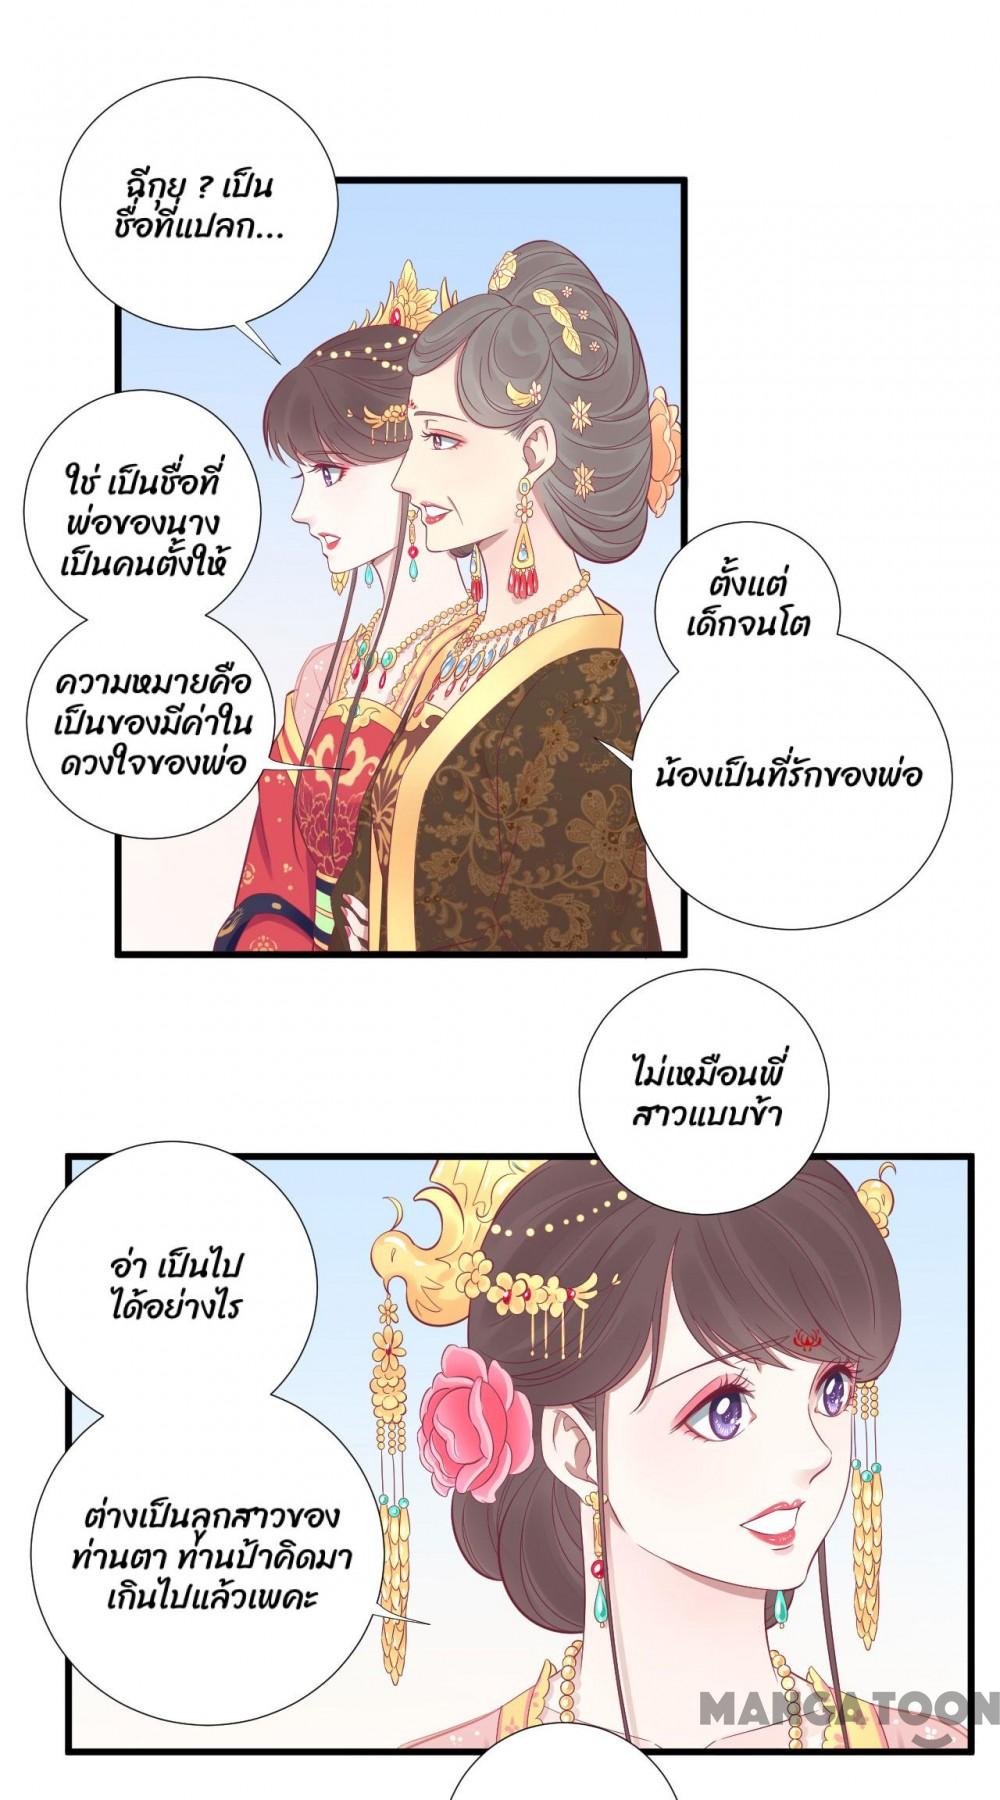 ฉีกุย ? เป็น
ชื่อที่แปลก...
ใช่ เป็นชื่อที่
พ่อของนาง
เป็นคนตั้งให้
ความหมายคือ
เป็นของมีค่าใน
ดวงใจของพ่อ
ตั้งแต่
เด็กจนโต
น้องเป็นที่รักของพ่อ
ไม่เหมือนพี่
สาวแบบข้า
อ่า เป็นไป
ได้อย่างไร
ต่างเป็นลูกสาวของ
ท่านตา ท่านป้าคิดมา
เกินไปแล้วเพคะ
MANGATOON